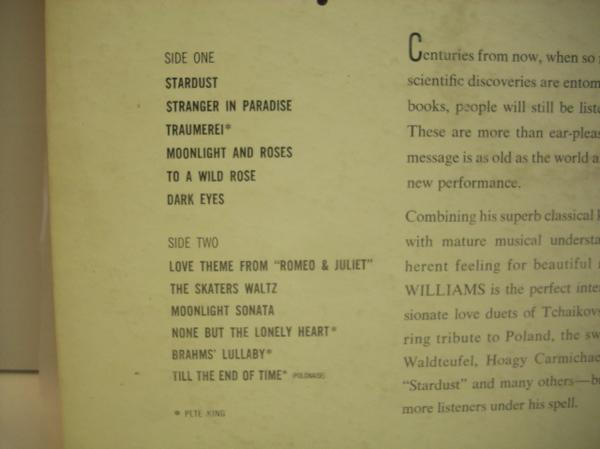 SIDE ONE
STARDUST
STRANGER IN PARADISE
TRAUMEREI*
MOONLIGHT AND ROSES
TO A WILD ROSE
DARK EYES
SIDE TWO
LOVE THEME FROM "ROMEO & JULIET"
THE SKATERS WALTZ
MOONLIGHT SONATA
NONE BUT THE LONELY HEART*
BRAHMS' LULLABY*
TILL THE END OF TIME* (POLONAISE)
* PETE KING
Centuries from now, when so
scientific discoveries are entom
books, people will still be liste
These are more than ear-pleas
message is as old as the world a
new performance.
Combining his superb classical
with mature musical understa
herent feeling for beautiful
WILLIAMS is the perfect inter
sionate love duets of Tchaikovs
ring tribute to Poland, the sw
Waldteufel, Hoagy Carmichae
"Stardust" and many others—b
more listeners under his spell.